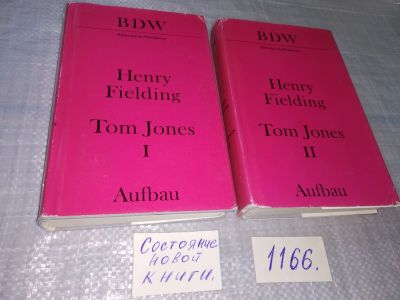 BDW
Henry
Fielding
Tom Jones
I
Aufbau
BDW
Henry
Fielding
Tom Jones
II
Aufbau
Состояние
новой
книги.
1166.